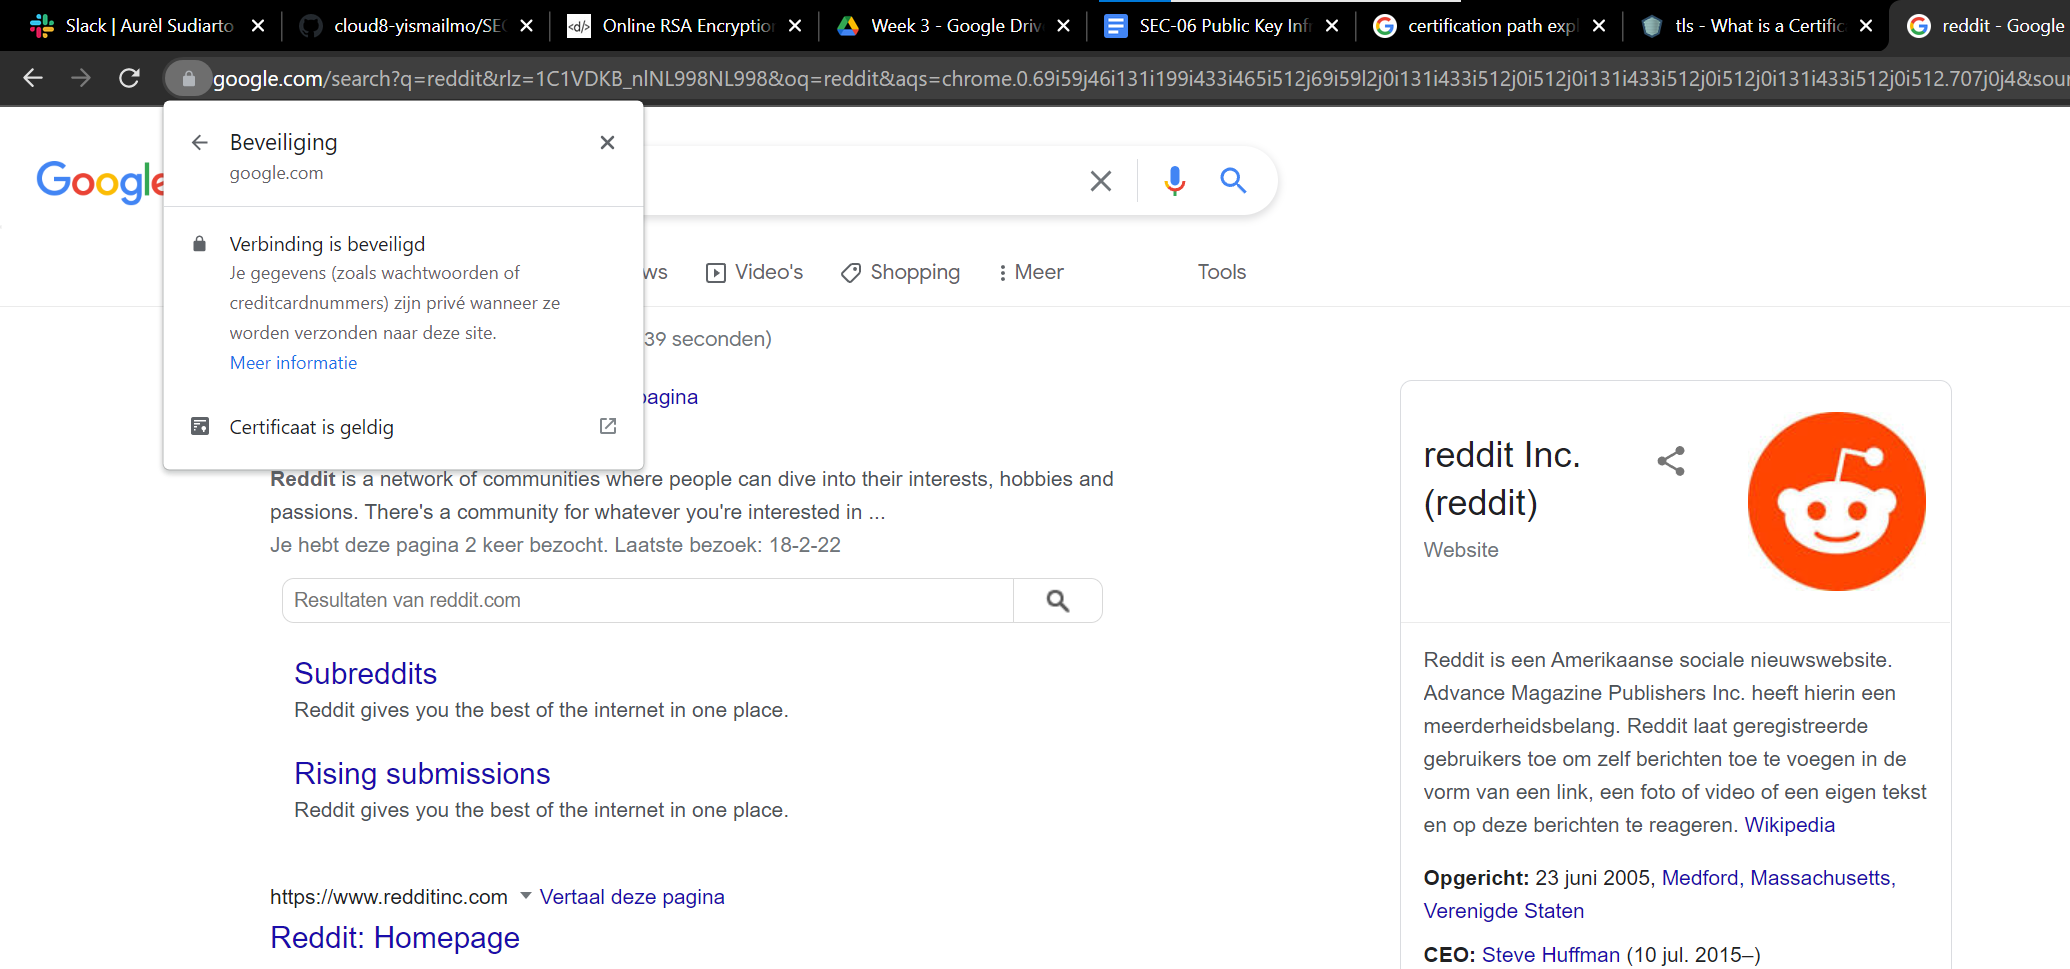 Slack | Aurèl Sudiarto
cloud8-yismailmo/SEC
Online RSA Encryption
Week 3 - Google Drive
SEC-06 Public Key Infr
certification path expl
tls - What is a Certific
reddit - Google
google.com/search?q=reddit&rlz=1C1VDKB_nlNL998NL998&oq=reddit&aqs=chrome.0.69i59j46i131i199i433i465i512j69i59l2j0i131i433i512j0i512j0i131i433i512j0i512j0i131i433i512j0i512.707j0j4&sour
Beveiliging
google.com
Verbinding is beveiligd
Je gegevens (zoals wachtwoorden of
creditcardnummers) zijn privé wanneer ze
worden verzonden naar deze site.
Meer informatie
Certificaat is geldig
Google
ws
Video's
Shopping
Meer
Tools
39 seconden)
pagina
Reddit is a network of communities where people can dive into their interests, hobbies and
passions. There's a community for whatever you're interested in ...
Je hebt deze pagina 2 keer bezocht. Laatste bezoek: 18-2-22
Resultaten van reddit.com
Subreddits
Reddit gives you the best of the internet in one place.
Rising submissions
Reddit gives you the best of the internet in one place.
https://www.redditinc.com Vertaal deze pagina
Reddit: Homepage
reddit Inc.
(reddit)
Website
Reddit is een Amerikaanse sociale nieuwswebsite.
Advance Magazine Publishers Inc. heeft hierin een
meerderheidsbelang. Reddit laat geregistreerde
gebruikers toe om zelf berichten toe te voegen in de
vorm van een link, een foto of video of een eigen tekst
en op deze berichten te reageren. Wikipedia
Opgericht: 23 juni 2005, Medford, Massachusetts,
Verenigde Staten
CEO: Steve Huffman (10 jul. 2015–)